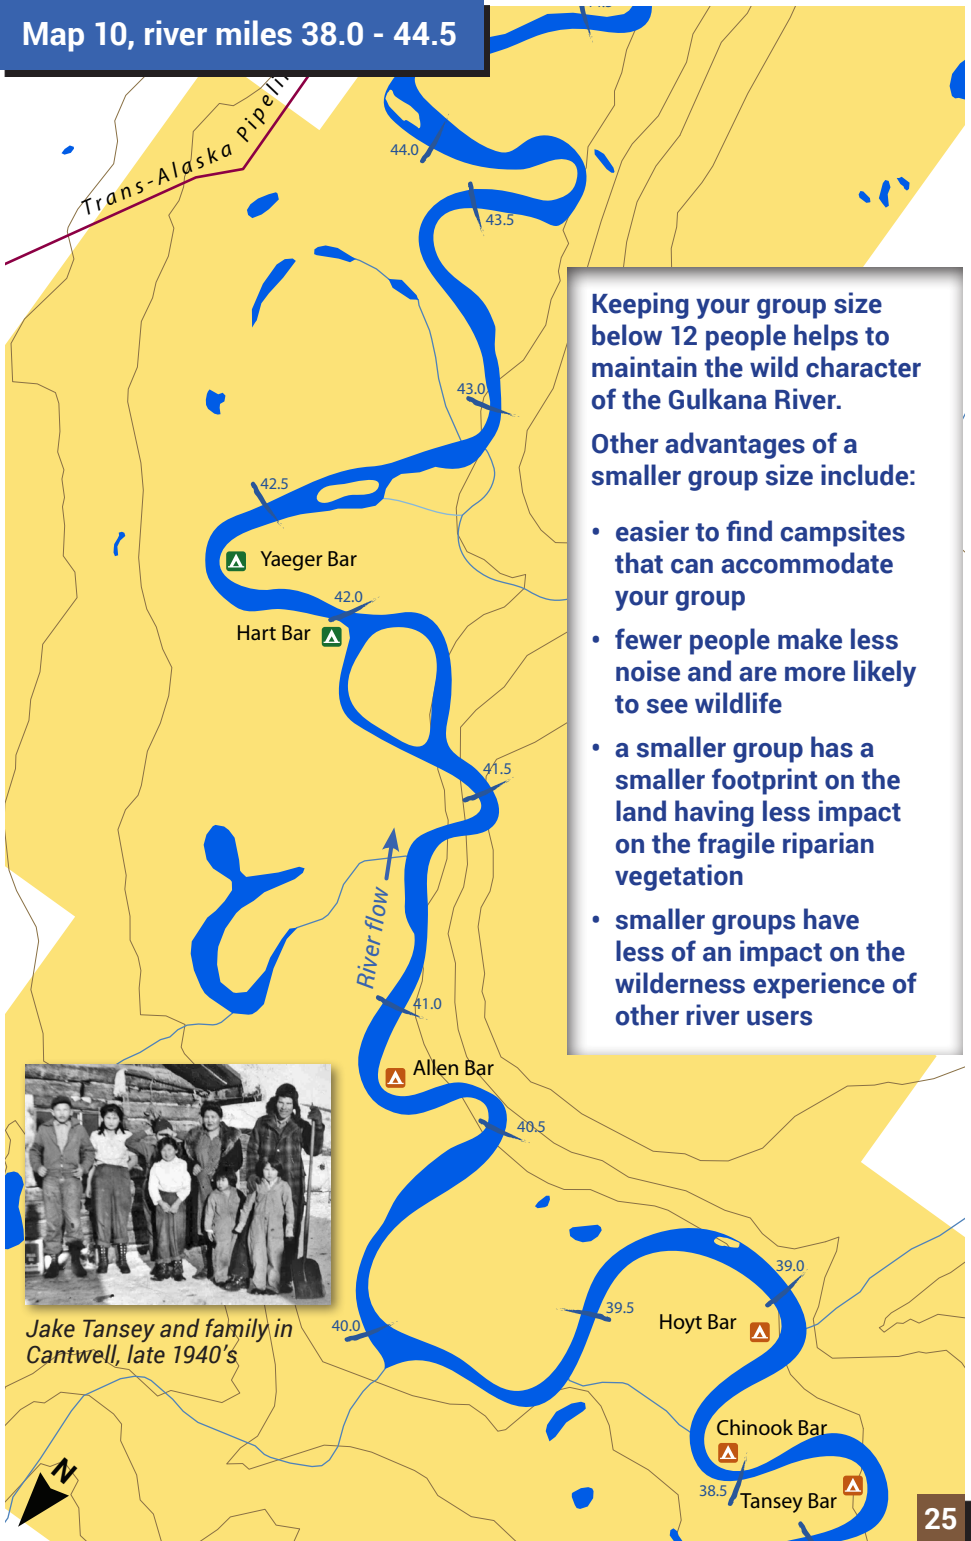 Map 10, river miles 38.0 - 44.5
Trans-Alaska Pipeli
44.0
43.5
43.0
42.5
Yaeger Bar
42.0
Hart Bar
41.5
River flow
41.0
Allen Bar
40.5
39.0
39.5
Hoyt Bar
40.0
Chinook Bar
38.5
Tansey Bar
Keeping your group size
below 12 people helps to
maintain the wild character
of the Gulkana River.
Other advantages of a
smaller group size include:
• easier to find campsites
that can accommodate
your group
• fewer people make less
noise and are more likely
to see wildlife
• a smaller group has a
smaller footprint on the
land having less impact
on the fragile riparian
vegetation
• smaller groups have
less of an impact on the
wilderness experience of
other river users
Jake Tansey and family in
Cantwell, late 1940's
N
25